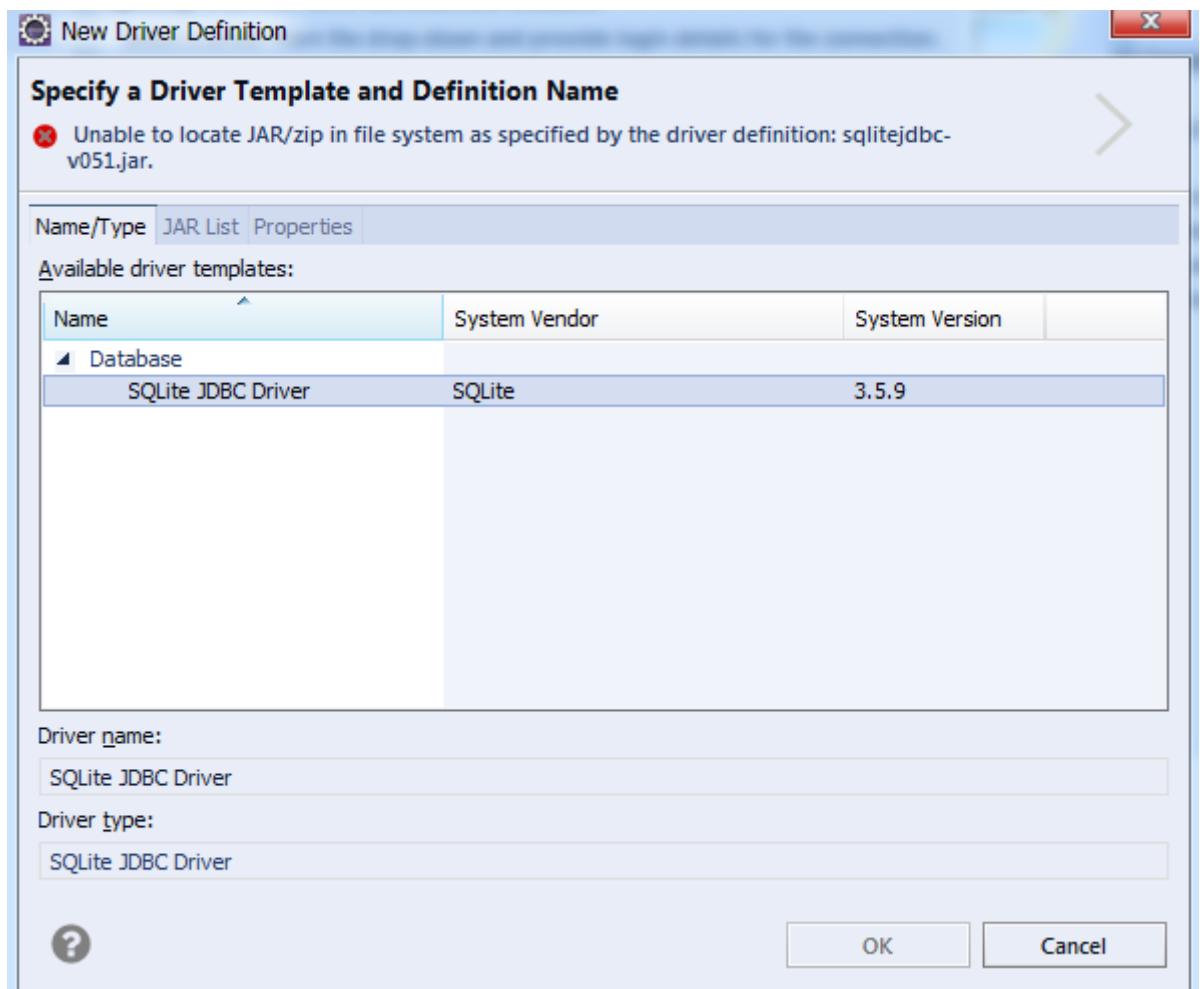 New Driver Definition
Specify a Driver Template and Definition Name
Unable to locate JAR/zip in file system as specified by the driver definition: sqlitejdbc-
v051.jar.
Name/Type JAR List Properties
Available driver templates:
Name System Vendor System Version
Database
SQLite JDBC Driver SQLite 3.5.9
Driver name:
SQLite JDBC Driver
Driver type:
SQLite JDBC Driver
OK Cancel